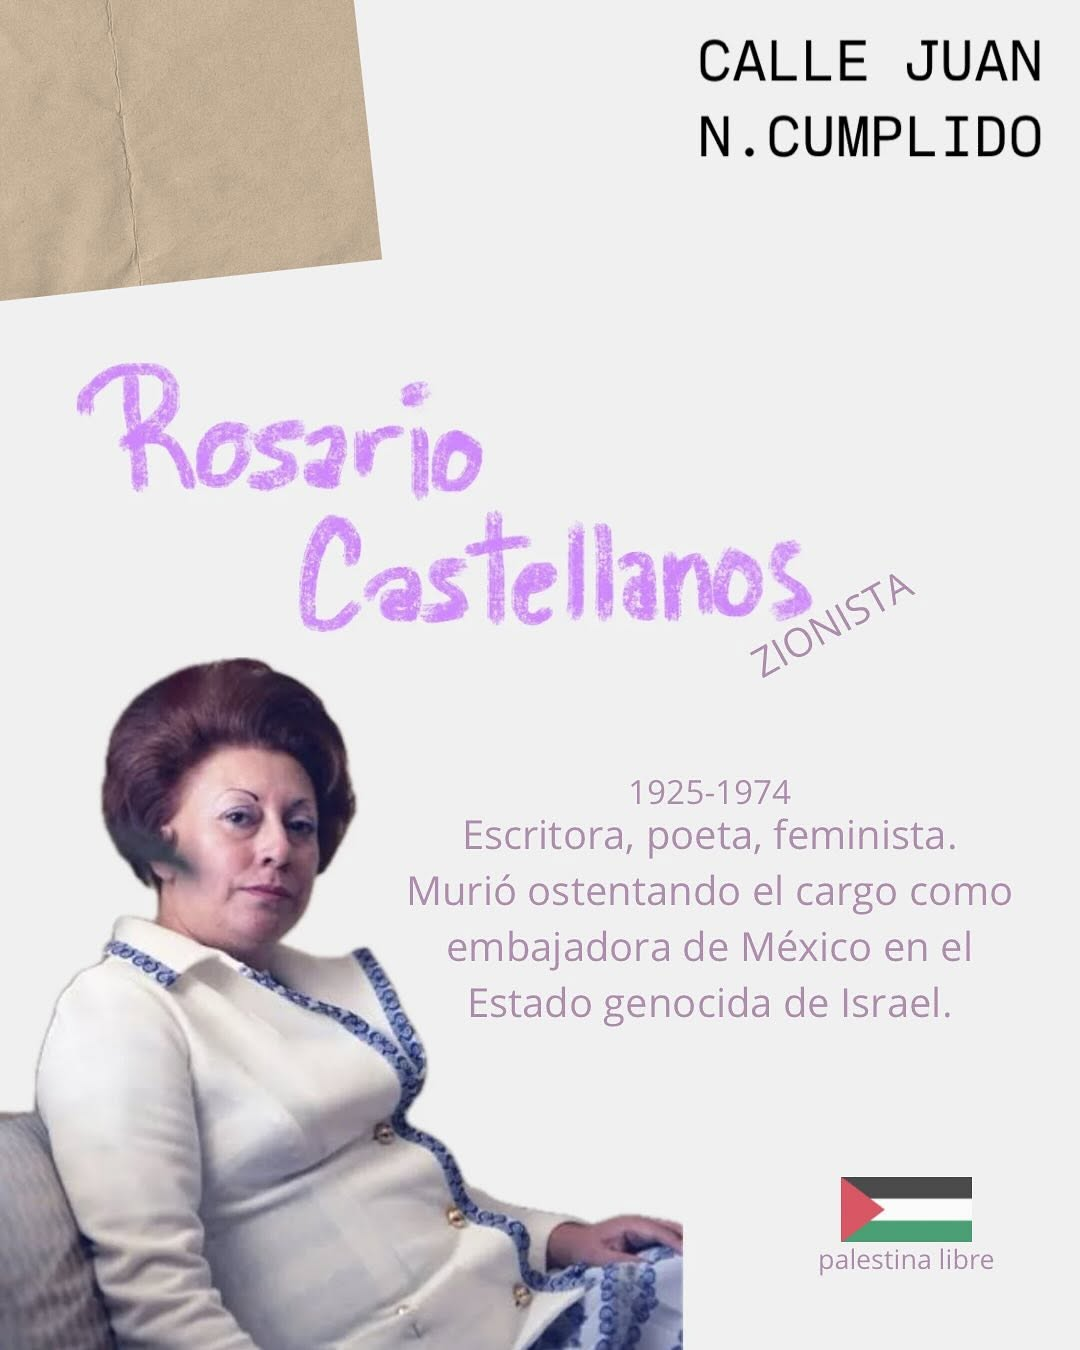 CALLE JUAN
N.CUMPLIDO
Rosario
Castellanos
ZIONISTA
1925-1974
Escritora, poeta, feminista.
Murió ostentando el cargo como
embajadora de México en el
Estado genocida de Israel.
palestina libre